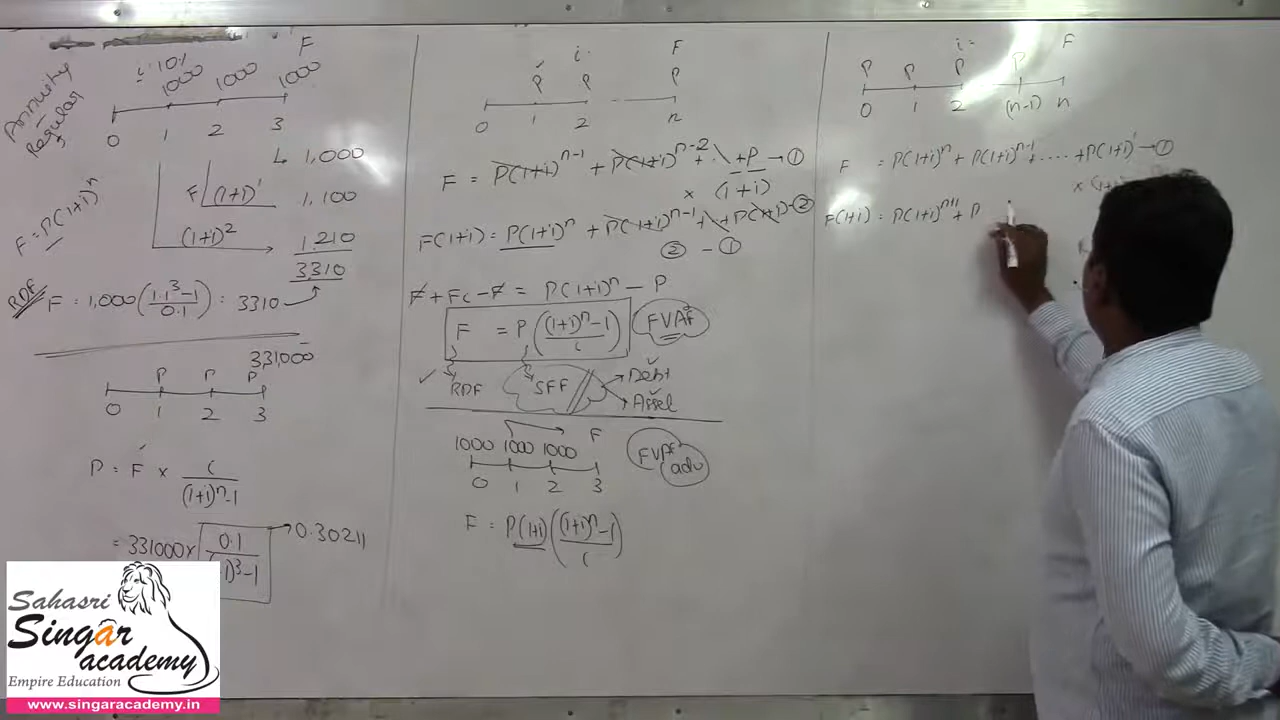 Annuity
Regular
i = 10%
F
1000 1000 1000
0 1 2 3
↳ 1,000
F (1+i)¹ 1,100
(1+i)² → 1210
3310
F = P(1+i)ⁿ
RDF
F = 1,000 (1.1³-1 / 0.1) = 3310
331000
P P P
0 1 2 3
P = F × i / (1+i)ⁿ-1
= 331000 × 0.1 / 1)³-1 → 0.30211
i F
P P P
0 1 2 n
F = P(1+i)ⁿ⁻¹ + P(1+i)ⁿ⁻² + + P → ①
× (1+i)
F(1+i) = P(1+i)ⁿ + P(1+i)ⁿ⁻¹ + + P(1+i) - ②
② - ①
F + Fi - F = P(1+i)ⁿ - P
F = P ((1+i)ⁿ-1 / i) FVAF
RDF SFF Debt
Asset
1000 1000 1000 F
0 1 2 3
FVAF adv
F = P(1+i) ((1+i)ⁿ-1 / i)
i = F
P P P P
0 1 2 (n-1) n
F = P(1+i)ⁿ + P(1+i)ⁿ⁻¹ + .... + P(1+i)¹ → ①
F(1+i) = P(1+i)ⁿ⁺¹ + P
Sahasri
Singār
academy
Empire Education
www.singaracademy.in